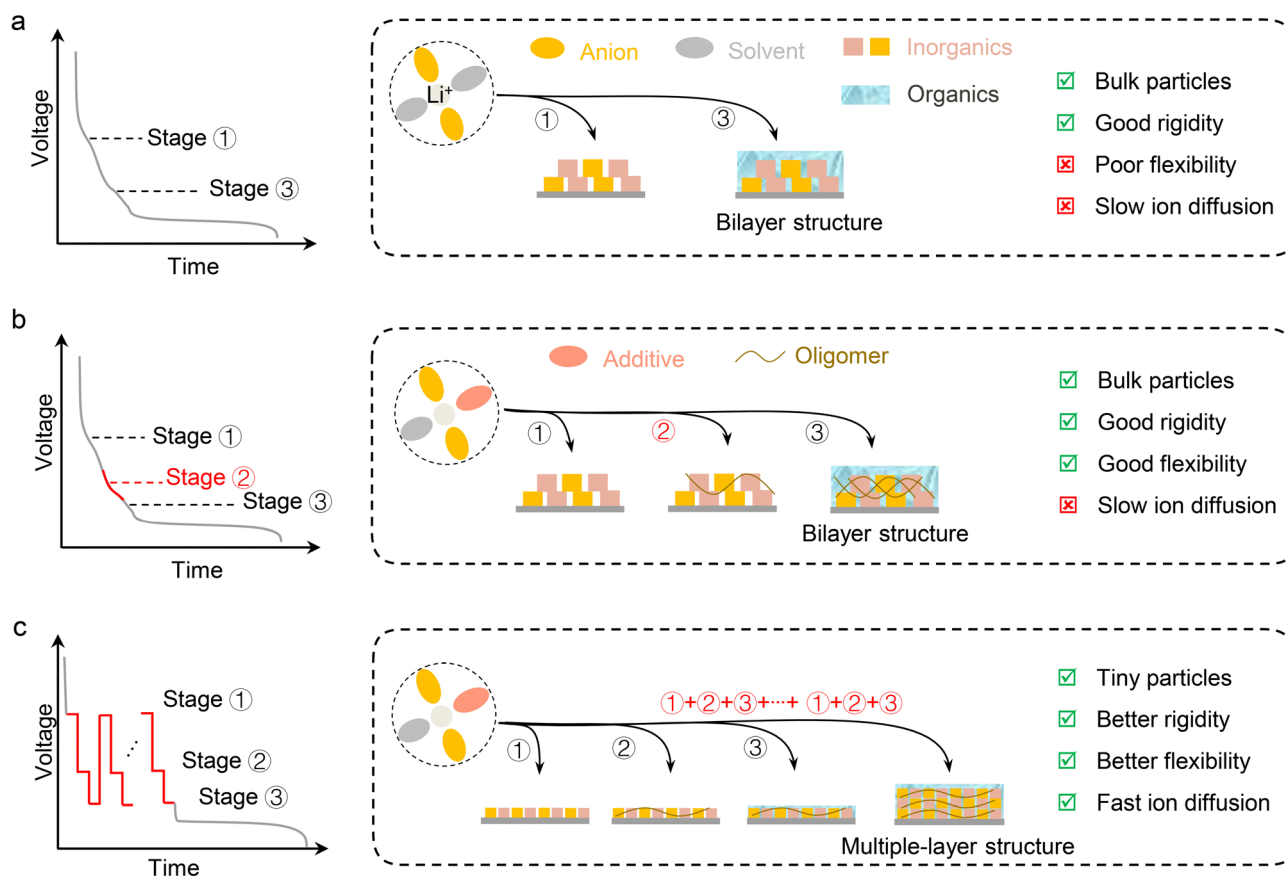 a
Voltage
Stage ①
Stage ③
Time
Li⁺
Anion
Solvent
Inorganics
Organics
①
③
Bilayer structure
Bulk particles
Good rigidity
Poor flexibility
Slow ion diffusion
b
Voltage
Stage ①
Stage ②
Stage ③
Time
Additive
Oligomer
①
②
③
Bilayer structure
Bulk particles
Good rigidity
Good flexibility
Slow ion diffusion
c
Voltage
Stage ①
Stage ②
Stage ③
Time
①+②+③+···+ ①+②+③
①
②
③
Multiple-layer structure
Tiny particles
Better rigidity
Better flexibility
Fast ion diffusion